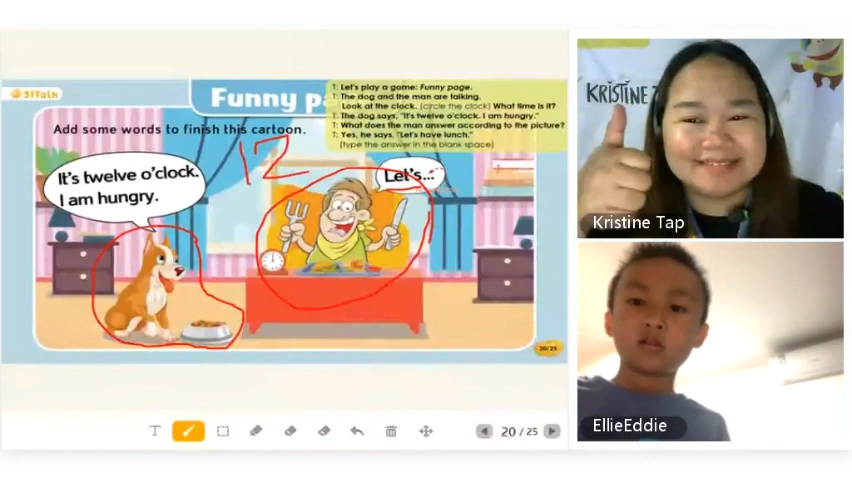 51Talk
Funny pa
T: Let's play a game: Funny page.
T: The dog and the man are talking.
Look at the clock. (circle the clock) What time is it?
T: The dog says, "It's twelve o'clock. I am hungry."
T: What does the man answer according to the picture?
T: Yes, he says, "Let's have lunch."
(type the answer in the blank space)
Add some words to finish this cartoon.
12
It's twelve o'clock.
I am hungry.
Let's...
20/25
T
20 / 25
KRISTINE
Kristine Tap
EllieEddie